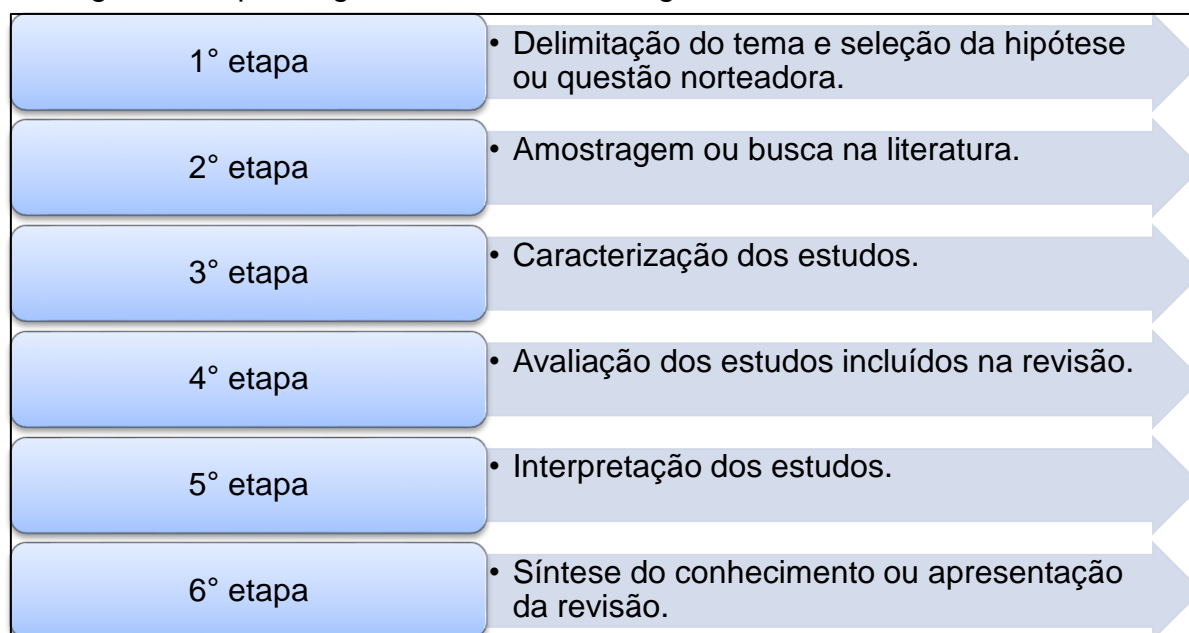 1° etapa
• Delimitação do tema e seleção da hipótese
ou questão norteadora.
2° etapa
• Amostragem ou busca na literatura.
3° etapa
• Caracterização dos estudos.
4° etapa
• Avaliação dos estudos incluídos na revisão.
5° etapa
• Interpretação dos estudos.
6° etapa
• Síntese do conhecimento ou apresentação
da revisão.